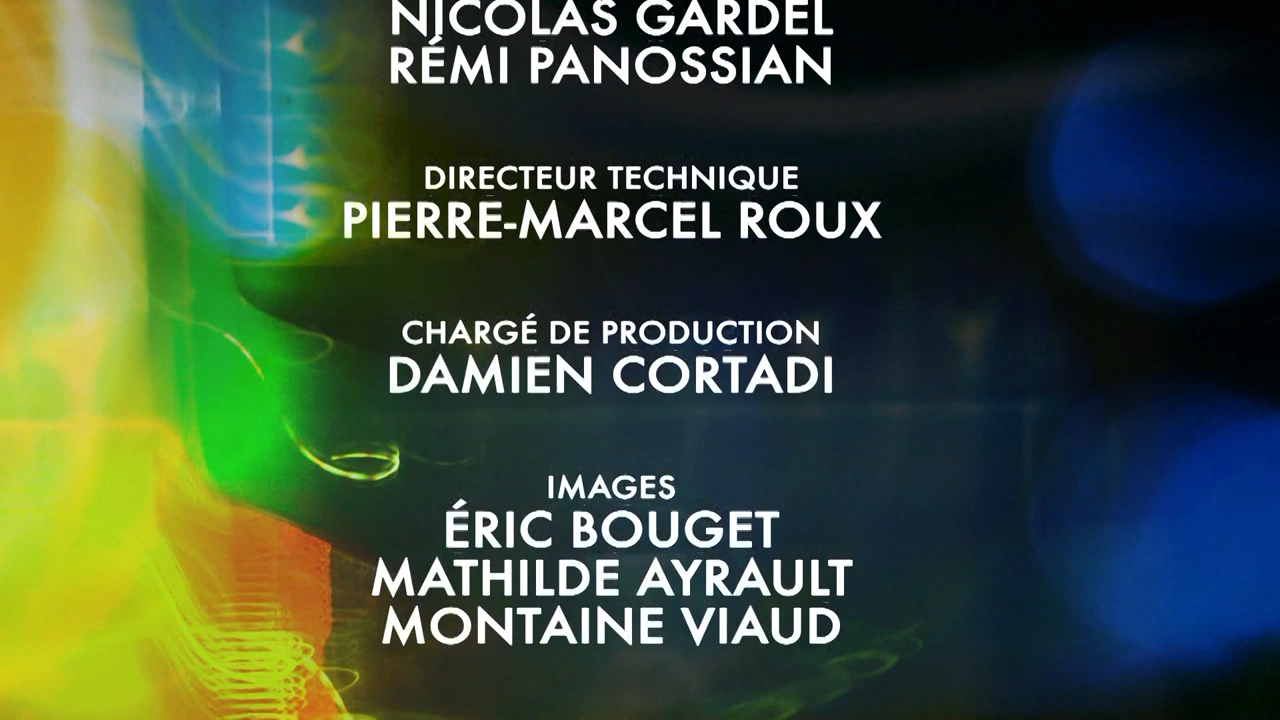 NICOLAS GARDEL
RÉMI PANOSSIAN
DIRECTEUR TECHNIQUE
PIERRE-MARCEL ROUX
CHARGÉ DE PRODUCTION
DAMIEN CORTADI
IMAGES
ÉRIC BOUGET
MATHILDE AYRAULT
MONTAINE VIAUD